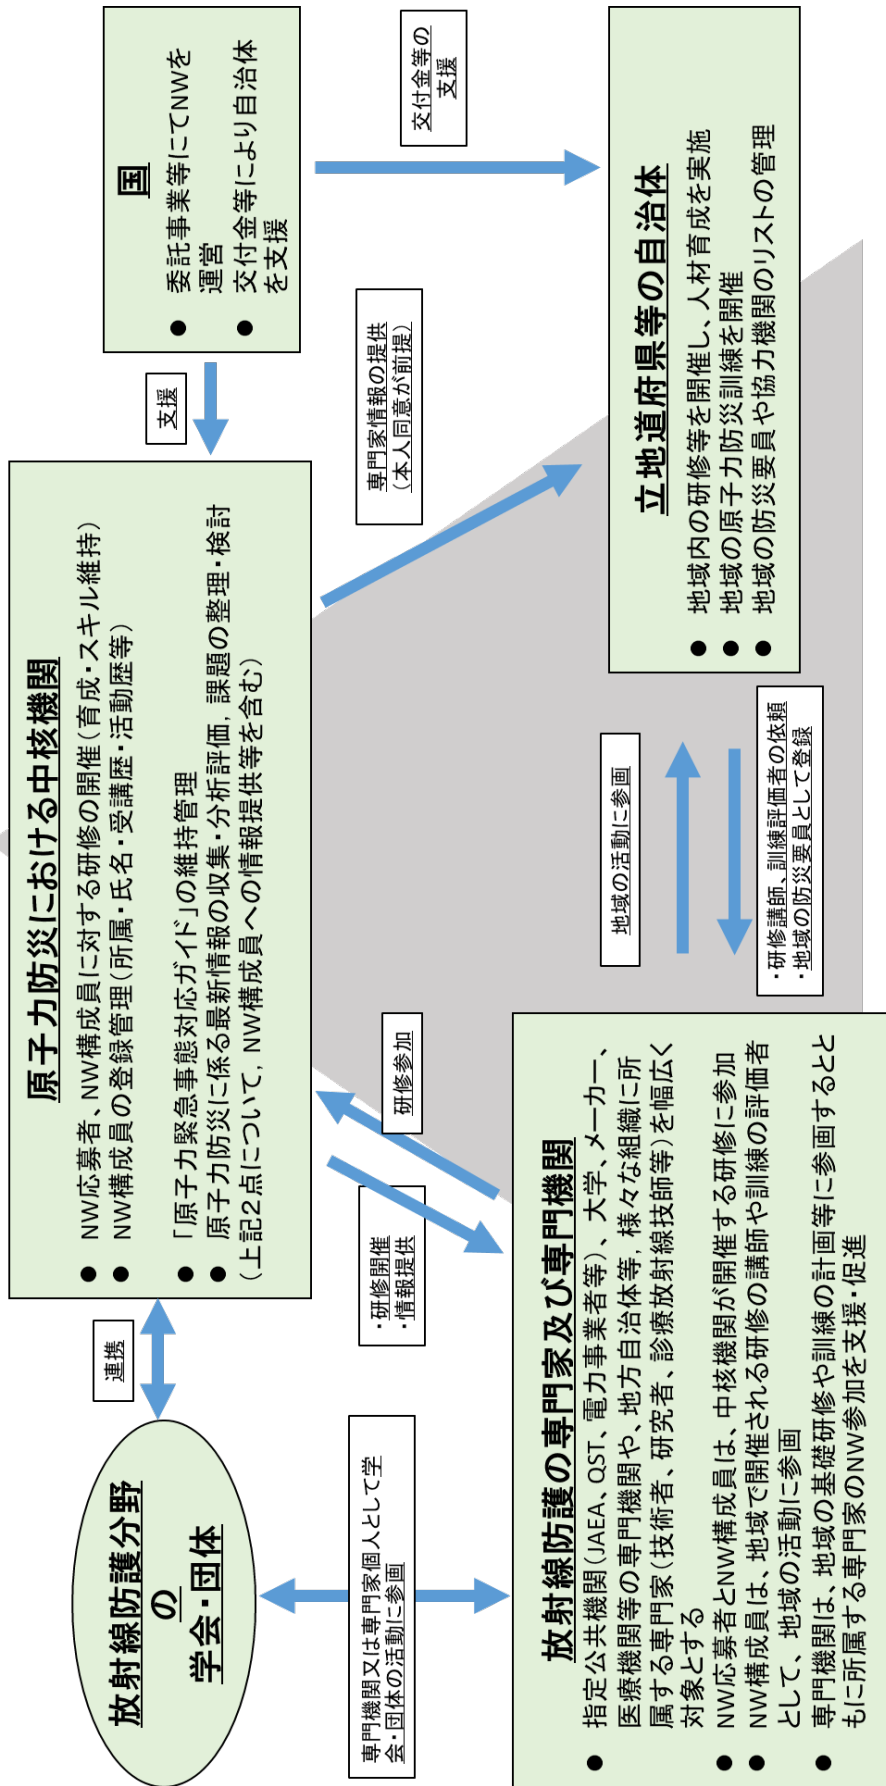 放射線防護分野
の
学会・団体
連携
原子力防災における中核機関
● NW応募者、NW構成員に対する研修の開催(育成・スキル維持)
● NW構成員の登録管理(所属・氏名・受講歴・活動歴等)
● 「原子力緊急事態対応ガイド」の維持管理
● 原子力防災に係る最新情報の収集・分析評価, 課題の整理・検討
(上記2点について, NW構成員への情報提供等を含む)
支援
国
● 委託事業等にてNWを
運営
● 交付金等により自治体
を支援
専門機関又は専門家個人として学
会・団体の活動に参画
・研修開催
・情報提供
研修参加
専門家情報の提供
(本人同意が前提)
交付金等の
支援
放射線防護の専門家及び専門機関
● 指定公共機関(JAEA、QST、電力事業者等)、大学、メーカー、
医療機関等の専門機関や、地方自治体等, 様々な組織に所
属する専門家(技術者、研究者、診療放射線技師等)を幅広く
対象とする
● NW応募者とNW構成員は、中核機関が開催する研修に参加
● NW構成員は、地域で開催される研修の講師や訓練の評価者
として、地域の活動に参画
● 専門機関は、地域の基礎研修や訓練の計画等に参画するとと
もに所属する専門家のNW参加を支援・促進
地域の活動に参画
・研修講師、訓練評価者の依頼
・地域の防災要員として登録
立地道府県等の自治体
● 地域内の研修等を開催し、人材育成を実施
● 地域の原子力防災訓練を開催
● 地域の防災要員や協力機関のリストの管理